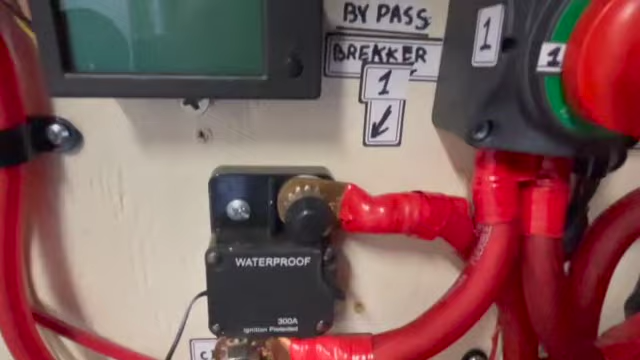 BY PASS
BREKKER
1
1
1
WATERPROOF
300A
Ignition Protected